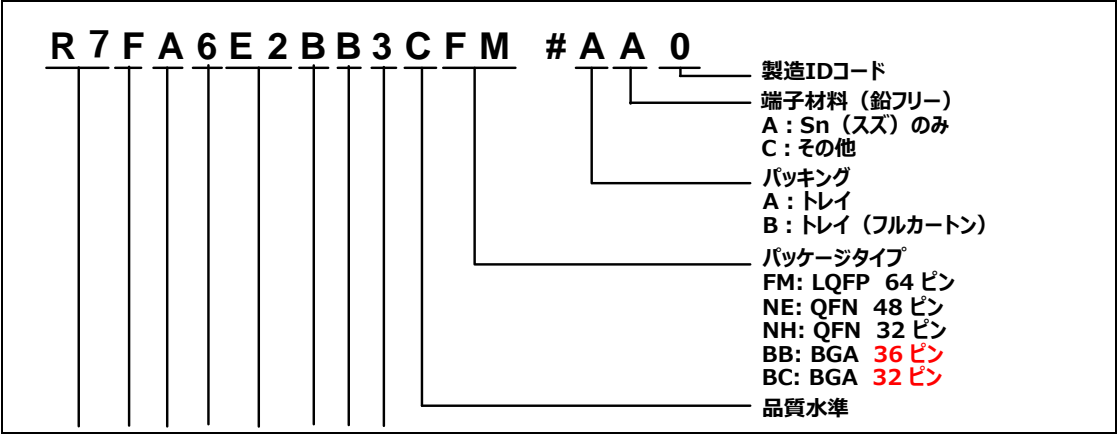 R7FA6E2BB3CFM #AA0
製造IDコード
端子材料（鉛フリー）
A：Sn（スズ）のみ
C：その他
パッキング
A：トレイ
B：トレイ（フルカートン）
パッケージタイプ
FM: LQFP 64 ピン
NE: QFN 48 ピン
NH: QFN 32 ピン
BB: BGA 36 ピン
BC: BGA 32 ピン
品質水準